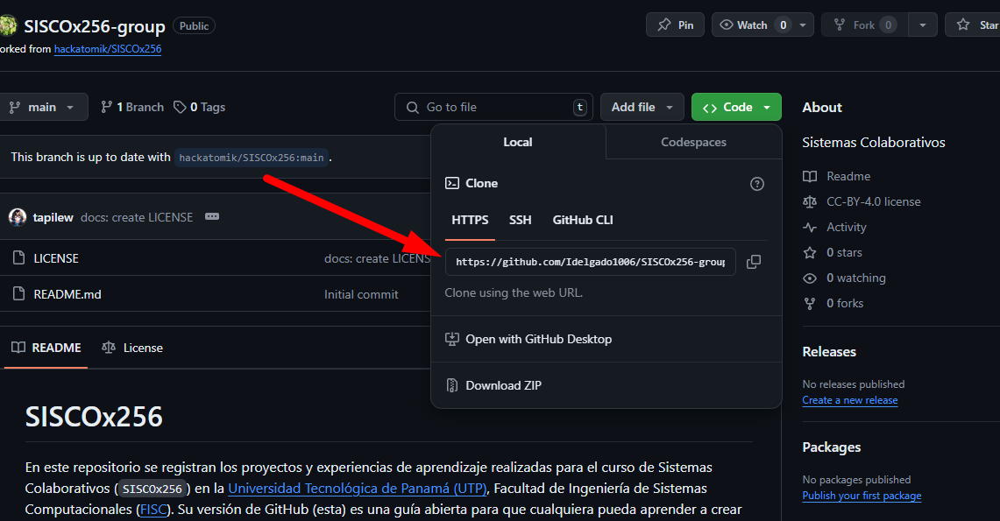 SISCOx256-group Public
Pin
Watch 0
Fork 0
Star
orked from hackatomik/SISCOx256
main
1 Branch
0 Tags
Go to file t
Add file
Code
This branch is up to date with hackatomik/SISCOx256:main .
tapilew docs: create LICENSE
LICENSE docs: create LICENS
README.md Initial commit
Local
Codespaces
Clone
HTTPS SSH GitHub CLI
https://github.com/Idelgado1006/SISCOx256-group
Clone using the web URL.
Open with GitHub Desktop
Download ZIP
README License
SISCOx256
En este repositorio se registran los proyectos y experiencias de aprendizaje realizadas para el curso de Sistemas
Colaborativos (SISCOx256) en la Universidad Tecnológica de Panamá (UTP), Facultad de Ingeniería de Sistemas
Computacionales (FISC). Su versión de GitHub (esta) es una guía abierta para que cualquiera pueda aprender a crear
About
Sistemas Colaborativos
Readme
CC-BY-4.0 license
Activity
0 stars
0 watching
0 forks
Releases
No releases published
Create a new release
Packages
No packages published
Publish your first package